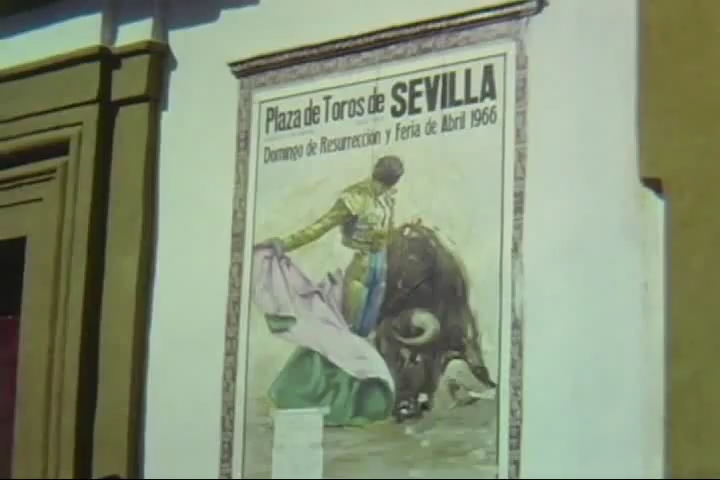 Plaza de Toros de SEVILLA
Domingo de Resurrección y Feria de Abril 1966